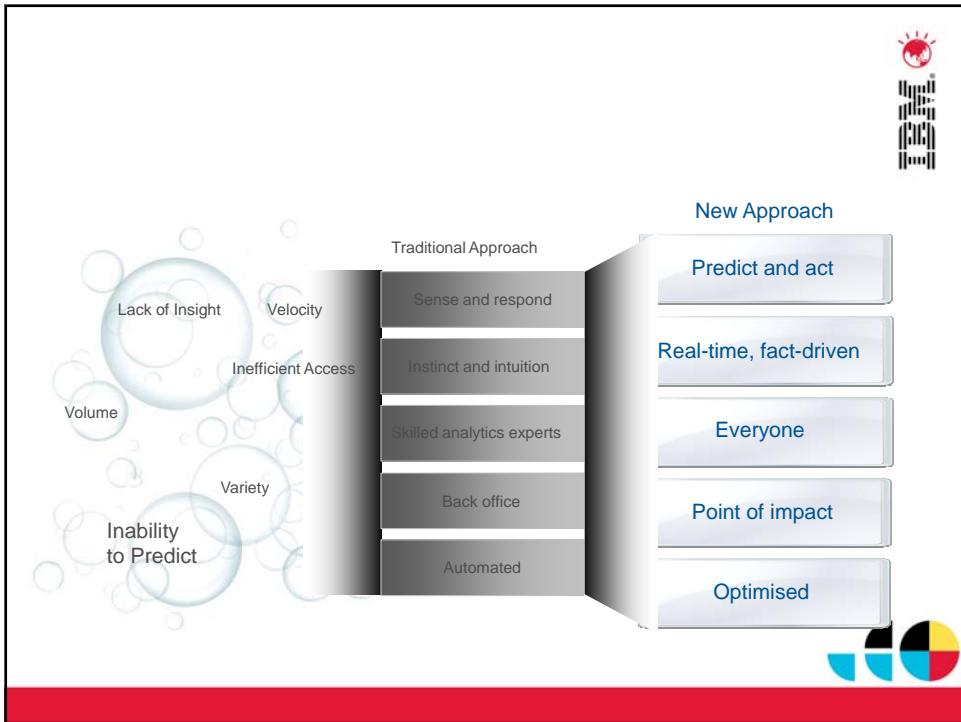 IBM
New Approach
Traditional Approach
Predict and act
Sense and respond
Lack of Insight
Velocity
Real-time, fact-driven
Inefficient Access
Instinct and intuition
Volume
Skilled analytics experts
Everyone
Variety
Back office
Point of impact
Inability
to Predict
Automated
Optimised